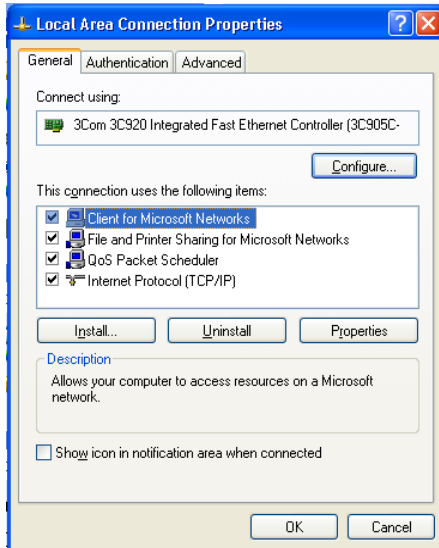 Local Area Connection Properties
General Authentication Advanced
Connect using:
3Com 3C920 Integrated Fast Ethernet Controller (3C905C-
Configure...
This connection uses the following items:
Client for Microsoft Networks
File and Printer Sharing for Microsoft Networks
QoS Packet Scheduler
Internet Protocol (TCP/IP)
Install... Uninstall Properties
Description
Allows your computer to access resources on a Microsoft
network.
Show icon in notification area when connected
OK Cancel